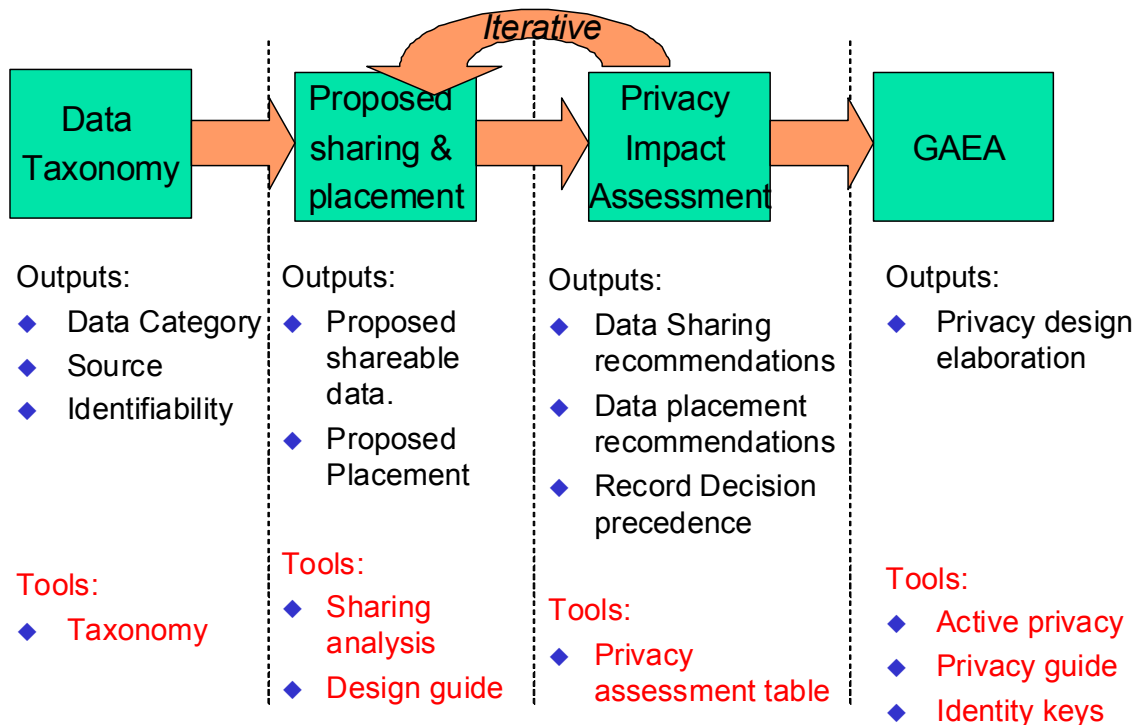 Iterative
Data
Taxonomy
Proposed
sharing &
placement
Privacy
Impact
Assessment
GAEA
Outputs:
Data Category
Source
Identifiability
Tools:
Taxonomy
Outputs:
Proposed
shareable
data.
Proposed
Placement
Tools:
Sharing
analysis
Design guide
Outputs:
Data Sharing
recommendations
Data placement
recommendations
Record Decision
precedence
Tools:
Privacy
assessment table
Outputs:
Privacy design
elaboration
Tools:
Active privacy
Privacy guide
Identity keys